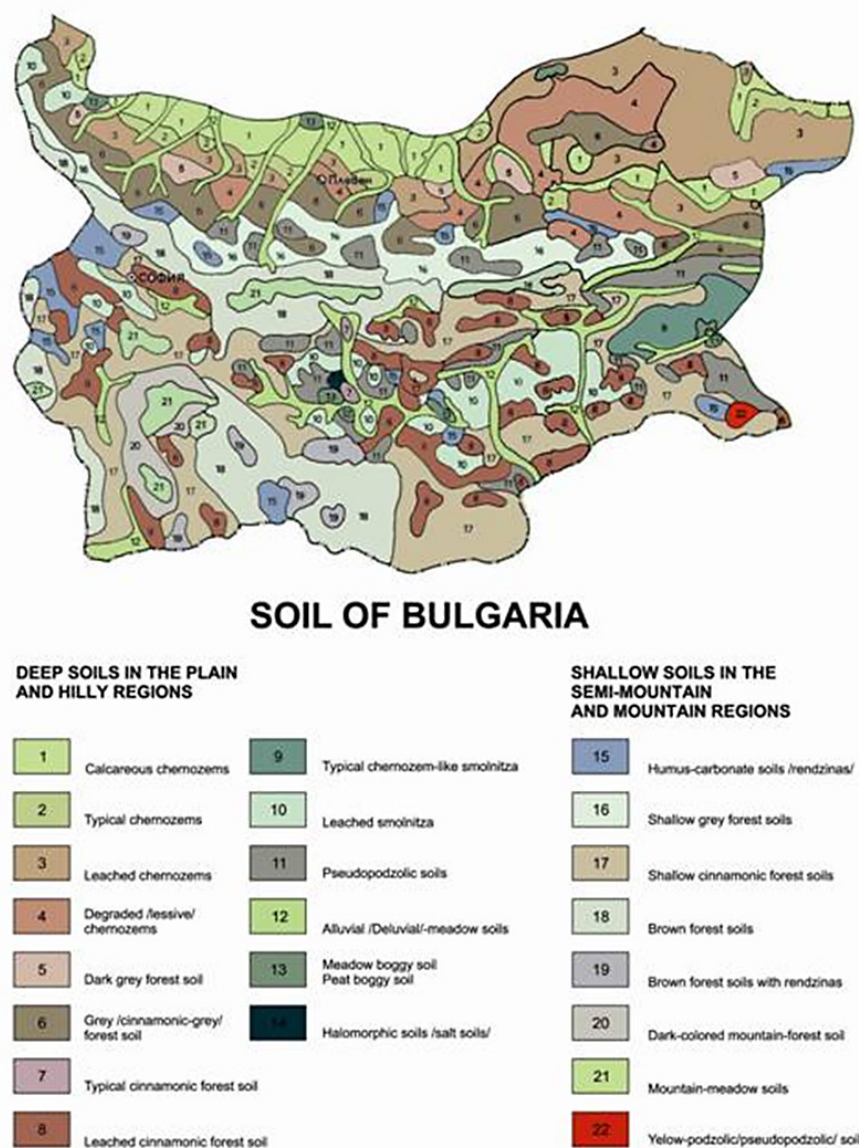 Плевен
СОФИЯ
SOIL OF BULGARIA
DEEP SOILS IN THE PLAIN
AND HILLY REGIONS
1 Calcareous chernozems
2 Typical chernozems
3 Leached chernozems
4 Degraded /lessive/
chernozems
5 Dark grey forest soil
6 Grey /cinnamonic-grey/
forest soil
7 Typical cinnamonic forest soil
8 Leached cinnamonic forest soil
9 Typical chernozem-like smolnitza
10 Leached smolnitza
11 Pseudopodzolic soils
12 Alluvial /Deluvial/-meadow soils
13 Meadow boggy soil
Peat boggy soil
14 Halomorphic soils /salt soils/
SHALLOW SOILS IN THE
SEMI-MOUNTAIN
AND MOUNTAIN REGIONS
15 Humus-carbonate soils /rendzinas/
16 Shallow grey forest soils
17 Shallow cinnamonic forest soils
18 Brown forest soils
19 Brown forest soils with rendzinas
20 Dark-colored mountain-forest soil
21 Mountain-meadow soils
22 Yelow-podzolic/pseudopodzolic/ soil